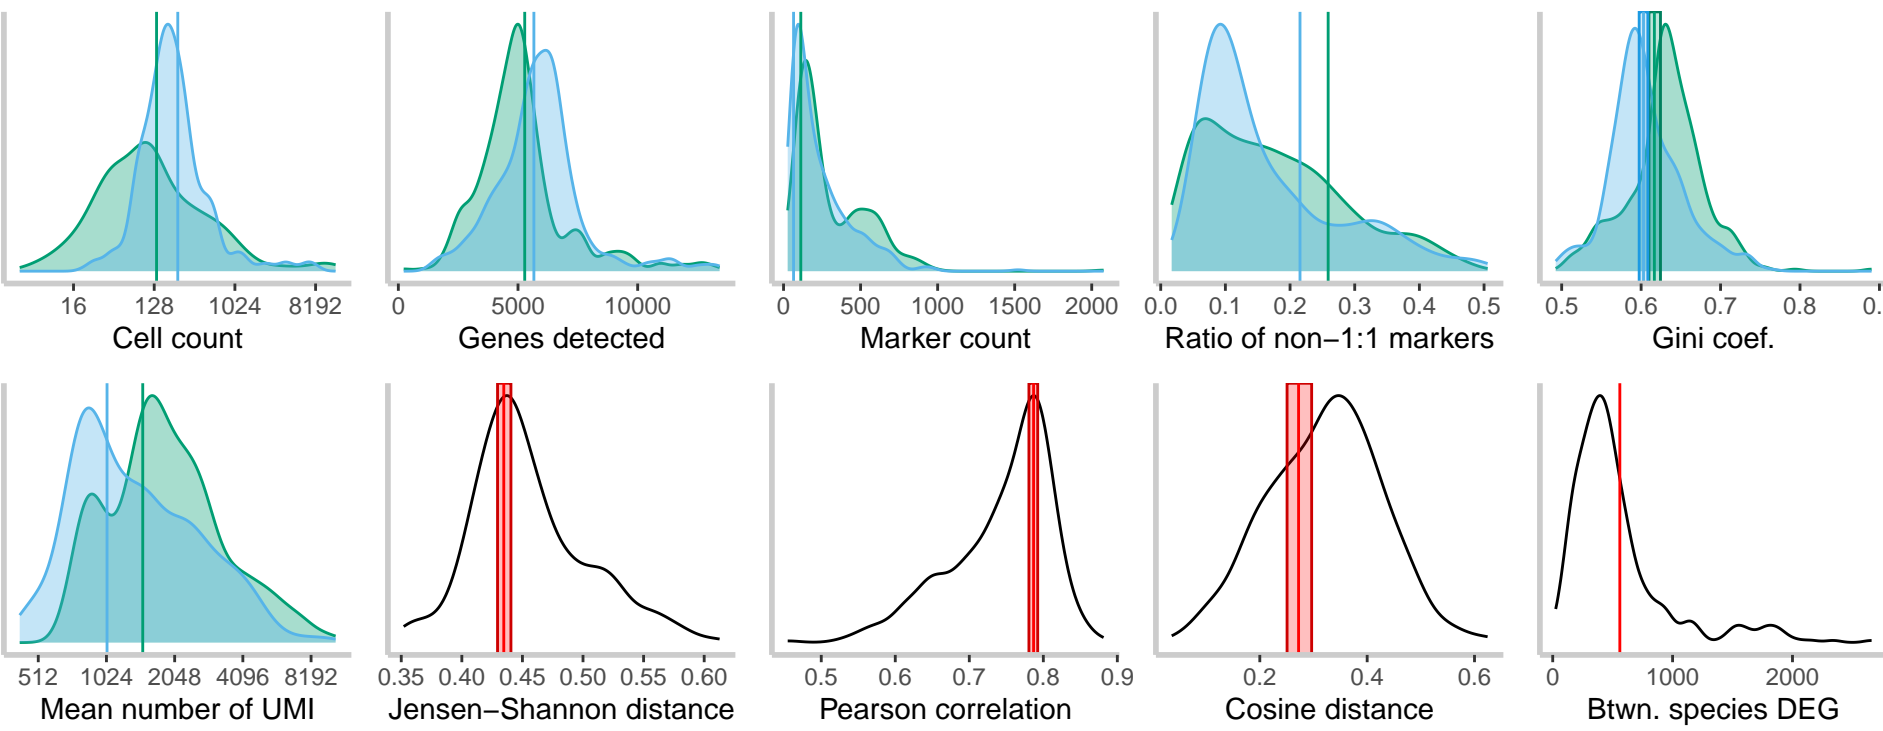 16 128 1024 8192
Cell count
0 5000 10000
Genes detected
0 500 1000 1500 2000
Marker count
0.0 0.1 0.2 0.3 0.4 0.5
Ratio of non−1:1 markers
0.5 0.6 0.7 0.8 0.
Gini coef.
512 1024 2048 4096 8192
Mean number of UMI
0.35 0.40 0.45 0.50 0.55 0.60
Jensen−Shannon distance
0.5 0.6 0.7 0.8 0.9
Pearson correlation
0.2 0.4 0.6
Cosine distance
0 1000 2000
Btwn. species DEG